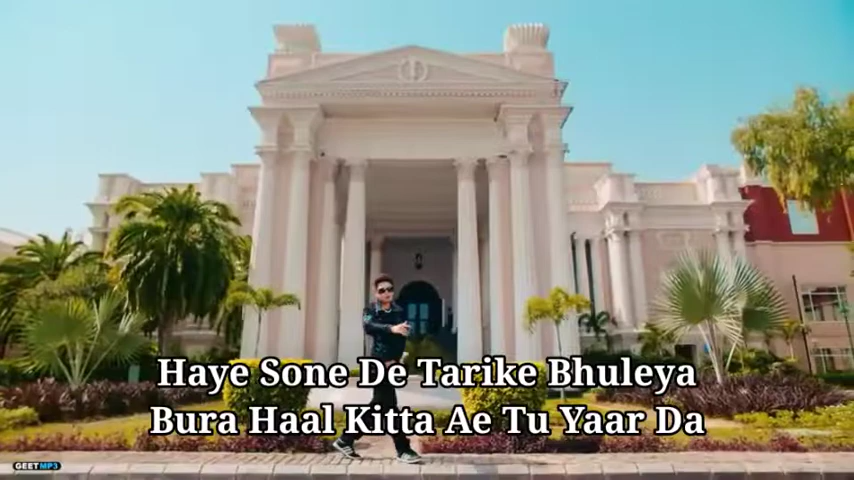 Haye Sone De Tarike Bhuleya
Bura Haal Kitta Ae Tu Yaar Da
GEETMP3